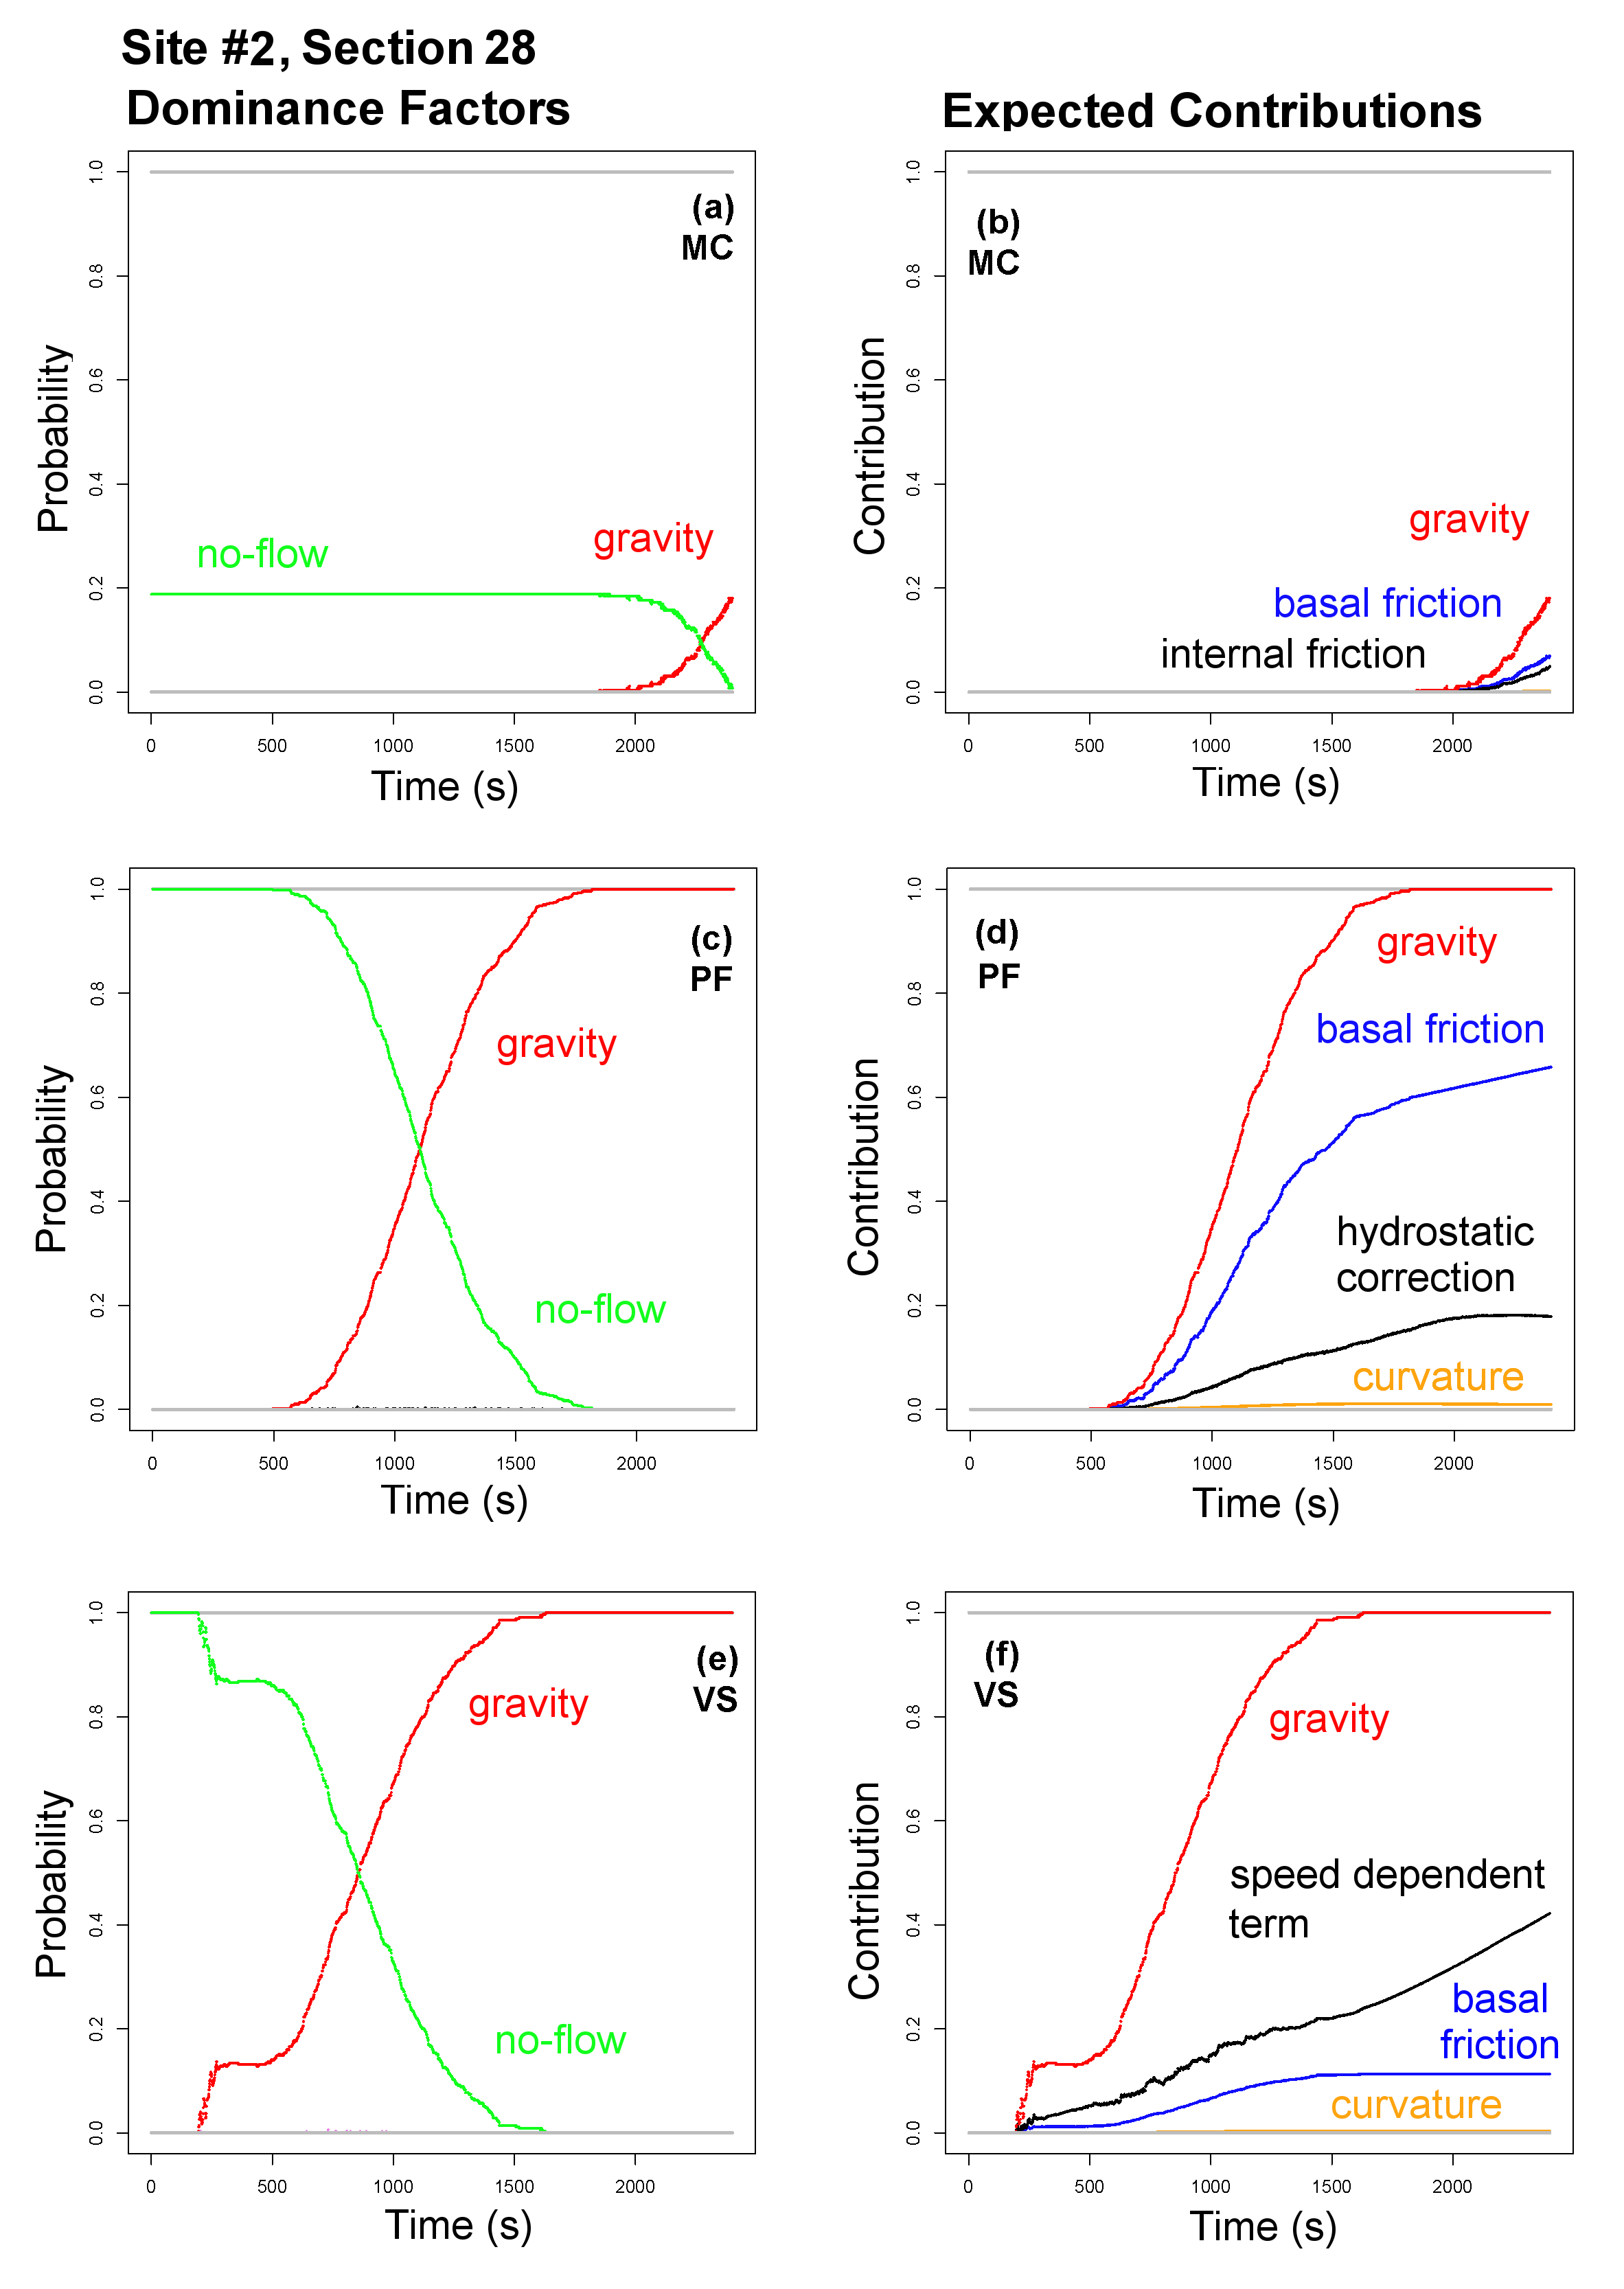 Site #2, Section 28
Dominance Factors
Expected Contributions
1.0
0.8
0.6
0.4
0.2
0.0
Probability
(a)
MC
no-flow
gravity
0 500 1000 1500 2000
Time (s)
1.0
0.8
0.6
0.4
0.2
0.0
Contribution
(b)
MC
gravity
basal friction
internal friction
0 500 1000 1500 2000
Time (s)
1.0
0.8
0.6
0.4
0.2
0.0
Probability
(c)
PF
gravity
no-flow
0 500 1000 1500 2000
Time (s)
1.0
0.8
0.6
0.4
0.2
0.0
Contribution
(d)
PF
gravity
basal friction
hydrostatic
correction
curvature
0 500 1000 1500 2000
Time (s)
1.0
0.8
0.6
0.4
0.2
0.0
Probability
(e)
VS
gravity
no-flow
0 500 1000 1500 2000
Time (s)
1.0
0.8
0.6
0.4
0.2
0.0
Contribution
(f)
VS
gravity
speed dependent
term
basal
friction
curvature
0 500 1000 1500 2000
Time (s)